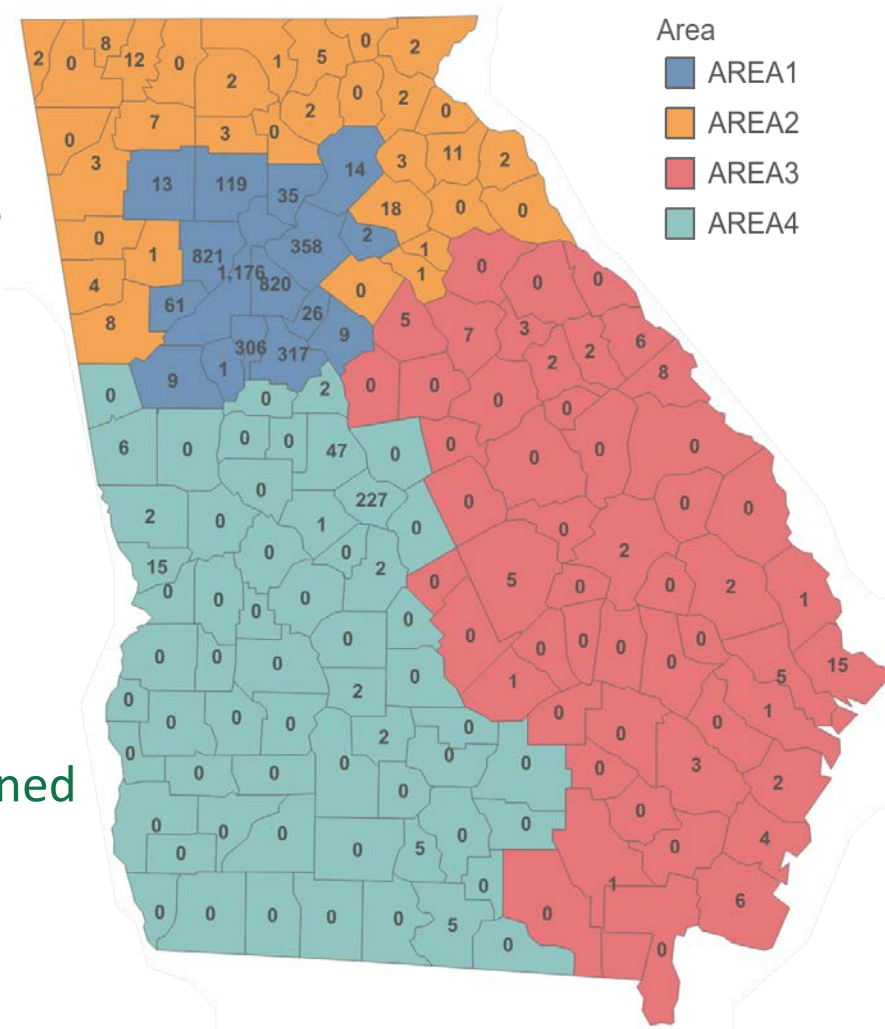 Area
AREA1
AREA2
AREA3
AREA4
2 0 8 12 0 2 1 5 0 2
0 7 3 0 2 0 2 0
3 13 119 35 14 3 11 2
18 0 0
0 1 821 358 2 1
4 1,176 820 0 1 0 0 0
8 61 26 5 7 3 6
306 317 9 2 2 8
0 9 1 0 2 0 0 0 0
6 0 0 0 47 0 0 0 0 0
2 0 0 1 227 0 0 0 0
15 0 0 2 0 2
0 0 0 0 0 0 5 0 0 2 1
0 0 0 0 0 0 0 0 0 0
0 0 2 0 1 5 15
0 0 0 0 2 0 0 0 0 1
0 0 0 0 0 0 0 3 2
ned
0 0 0 0 0 0
0 0 5 0 0 4
0 0 0 0 0 5 0 0 1 6
0 0